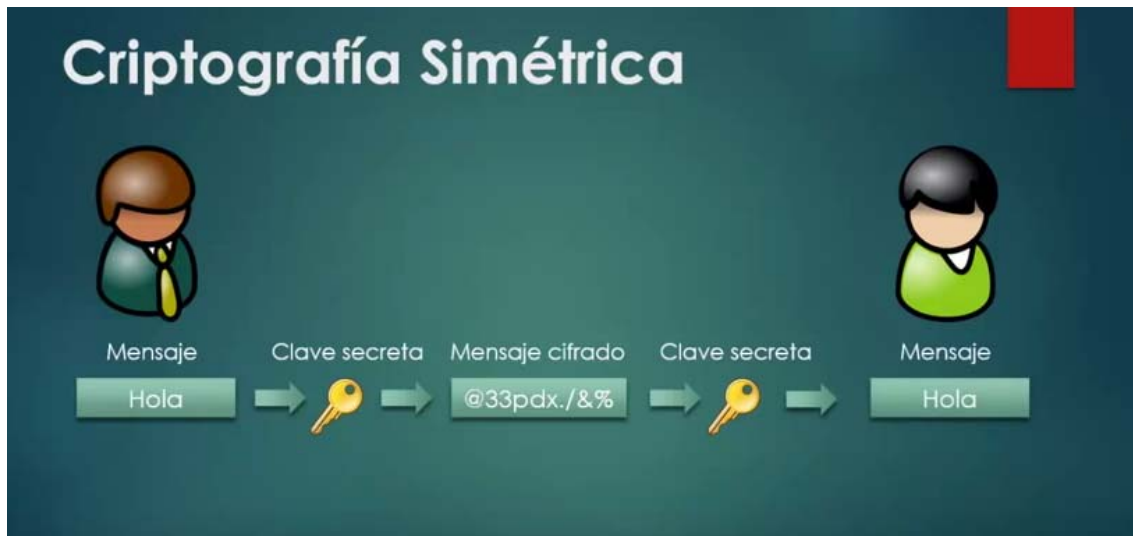 Criptografía Simétrica
Mensaje Clave secreta Mensaje cifrado Clave secreta Mensaje
Hola @33pdx./&% Hola